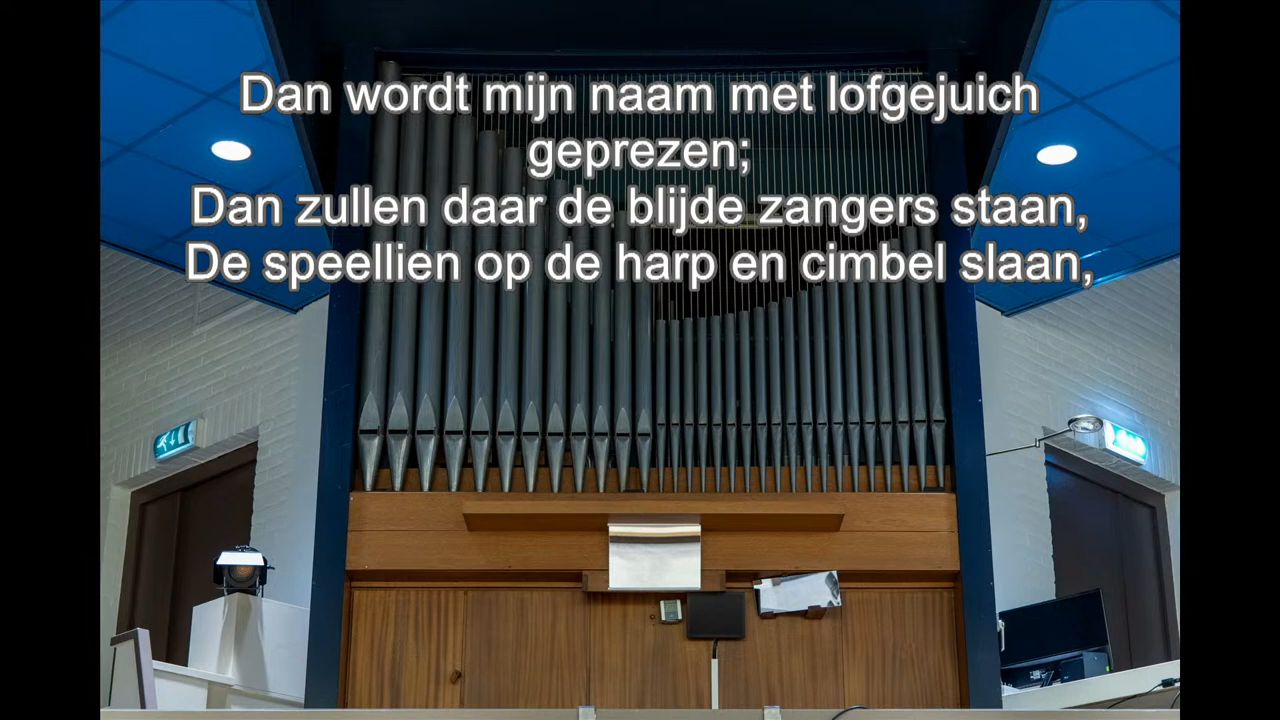 Dan wordt mijn naam met lofgejuich
geprezen;
Dan zullen daar de blijde zangers staan,
De speellien op de harp en cimbel slaan,